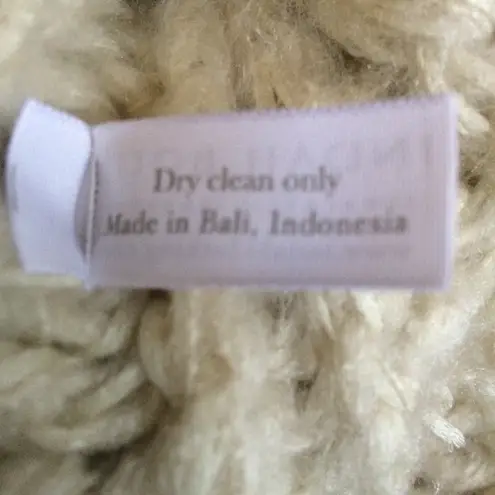 Dry clean only
Made in Bali, Indonesia